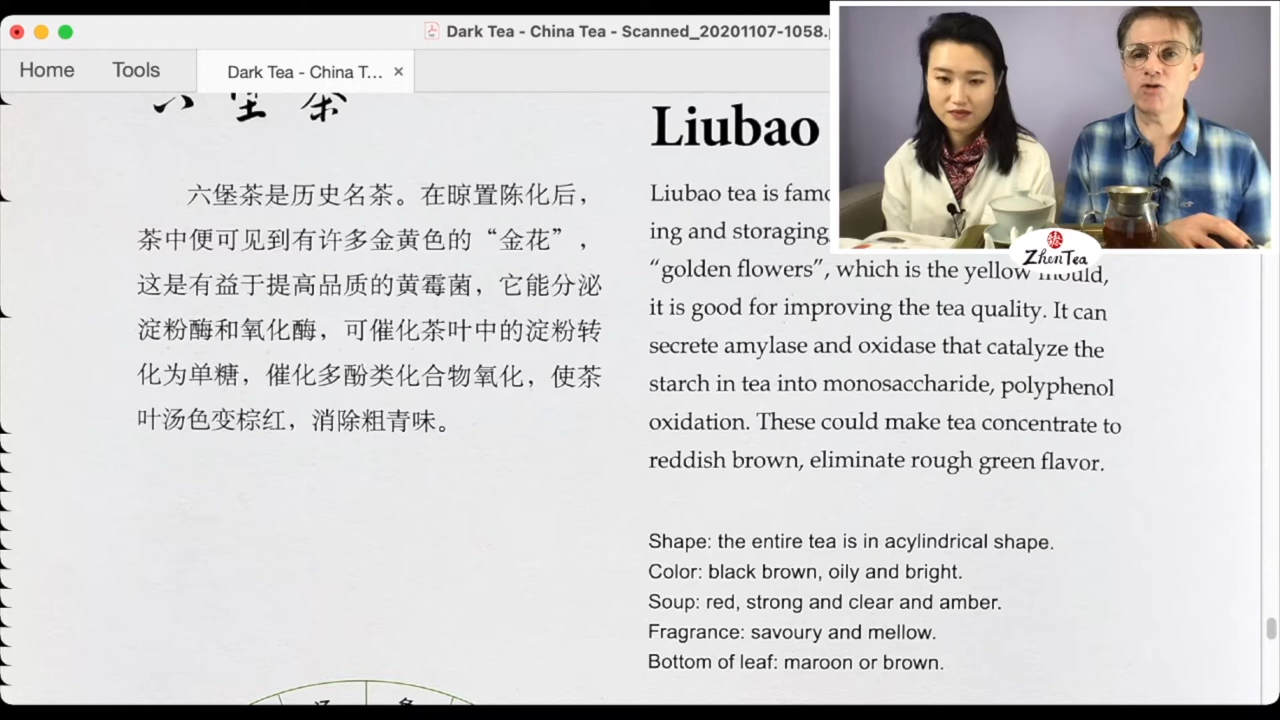 Dark Tea - China Tea - Scanned_20201107-1058.p
Home
Tools
Dark Tea - China T... ×
六堡茶
六堡茶是历史名茶。在晾置陈化后，
茶中便可见到有许多金黄色的“金花”，
这是有益于提高品质的黄霉菌，它能分泌
淀粉酶和氧化酶，可催化茶叶中的淀粉转
化为单糖，催化多酚类化合物氧化，使茶
叶汤色变棕红，消除粗青味。
Liubao
Liubao tea is famo
ing and storaging
“golden flowers”, which is the yellow mould,
it is good for improving the tea quality. It can
secrete amylase and oxidase that catalyze the
starch in tea into monosaccharide, polyphenol
oxidation. These could make tea concentrate to
reddish brown, eliminate rough green flavor.
Shape: the entire tea is in acylindrical shape.
Color: black brown, oily and bright.
Soup: red, strong and clear and amber.
Fragrance: savoury and mellow.
Bottom of leaf: maroon or brown.
ZhenTea